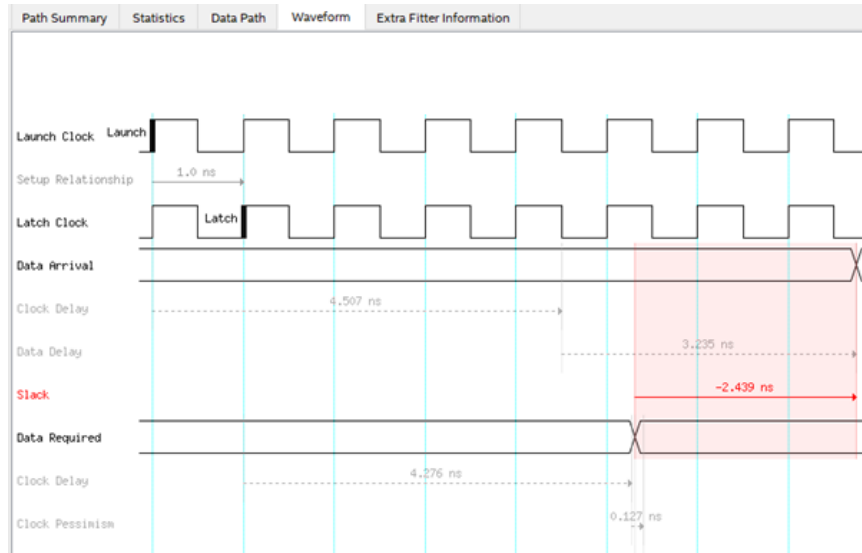 Path Summary Statistics Data Path Waveform Extra Fitter Information
Launch Clock Launch
Setup Relationship 1.0 ns
Latch Clock Latch
Data Arrival
Clock Delay 4.507 ns
Data Delay 3.235 ns
Slack -2.439 ns
Data Required
Clock Delay 4.276 ns
Clock Pessimism 0.127 ns